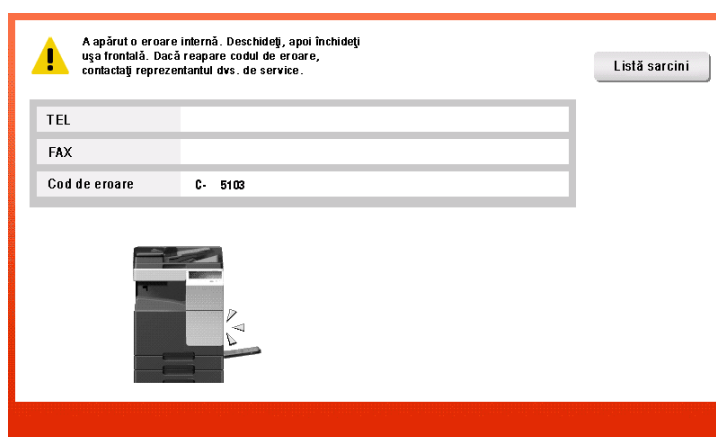 A apărut o eroare internă. Deschideţi, apoi închideţi
uşa frontală. Dacă reapare codul de eroare,
contactaţi reprezentantul dvs. de service.
Listă sarcini
TEL
FAX
Cod de eroare C- 5103